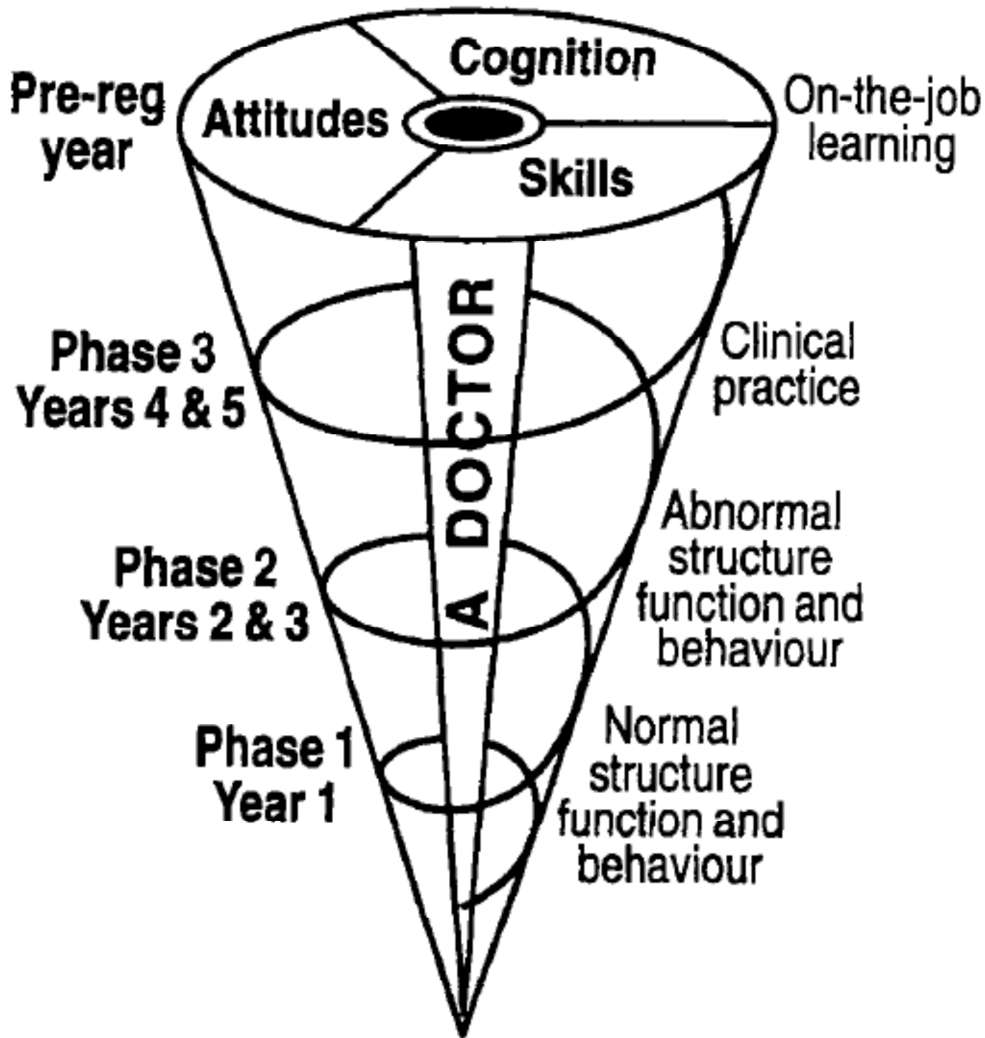 Cognition
Pre-reg
year
Attitudes
On-the-job
learning
Skills
A DOCTOR
Phase 3
Years 4 & 5
Clinical
practice
Phase 2
Years 2 & 3
Abnormal
structure
function and
behaviour
Phase 1
Year 1
Normal
structure
function and
behaviour